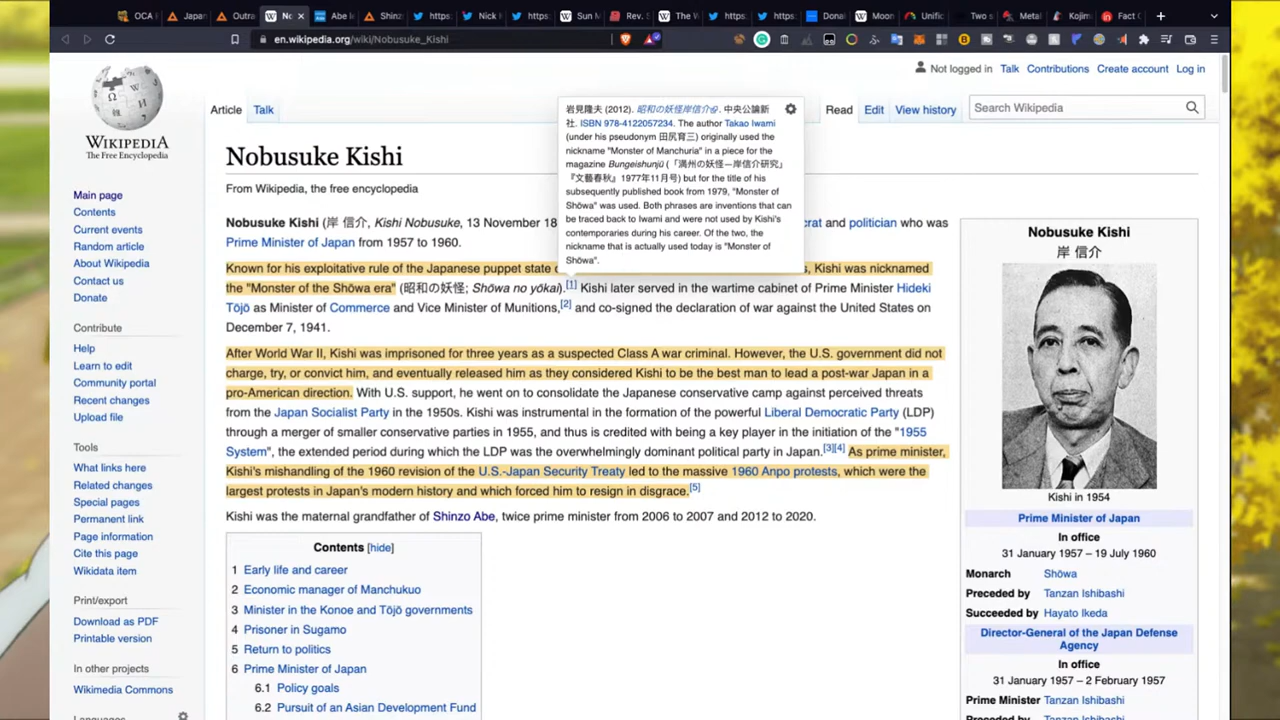 OCA F
Japan
Outra
No
Abe I
Shinz
https:
Nick H
https:
Sun M
Rev. S
The V
https:
https:
Donal
Moon
Unific
Two s
Metal
Kojim
Fact C
en.wikipedia.org/wiki/Nobusuke_Kishi
Not logged in Talk Contributions Create account Log in
WIKIPEDIA
The Free Encyclopedia
Article Talk
Read Edit View history
Search Wikipedia
Main page
Contents
Current events
Random article
About Wikipedia
Contact us
Donate
Contribute
Help
Learn to edit
Community portal
Recent changes
Upload file
Tools
What links here
Related changes
Special pages
Permanent link
Page information
Cite this page
Wikidata item
Print/export
Download as PDF
Printable version
In other projects
Wikimedia Commons
Languages
Nobusuke Kishi
From Wikipedia, the free encyclopedia
岩見隆夫 (2012). 昭和の妖怪岸信介. 中央公論新
社. ISBN 978-4122057234. The author Takao Iwami
(under his pseudonym 田尻育三) originally used the
nickname "Monster of Manchuria" in a piece for the
magazine Bungeishunjū (「満州の妖怪—岸信介研究」
『文藝春秋』1977年11月号) but for the title of his
subsequently published book from 1979, "Monster of
Shōwa" was used. Both phrases are inventions that can
be traced back to Iwami and were not used by Kishi's
contemporaries during his career. Of the two, the
nickname that is actually used today is "Monster of
Shōwa".
Nobusuke Kishi (岸 信介, Kishi Nobusuke, 13 November 18 crat and politician who was
Prime Minister of Japan from 1957 to 1960.
Known for his exploitative rule of the Japanese puppet state s, Kishi was nicknamed
the "Monster of the Shōwa era" (昭和の妖怪; Shōwa no yōkai).[1] Kishi later served in the wartime cabinet of Prime Minister Hideki
Tōjō as Minister of Commerce and Vice Minister of Munitions,[2] and co-signed the declaration of war against the United States on
December 7, 1941.
After World War II, Kishi was imprisoned for three years as a suspected Class A war criminal. However, the U.S. government did not
charge, try, or convict him, and eventually released him as they considered Kishi to be the best man to lead a post-war Japan in a
pro-American direction. With U.S. support, he went on to consolidate the Japanese conservative camp against perceived threats
from the Japan Socialist Party in the 1950s. Kishi was instrumental in the formation of the powerful Liberal Democratic Party (LDP)
through a merger of smaller conservative parties in 1955, and thus is credited with being a key player in the initiation of the "1955
System", the extended period during which the LDP was the overwhelmingly dominant political party in Japan.[3][4] As prime minister,
Kishi's mishandling of the 1960 revision of the U.S.-Japan Security Treaty led to the massive 1960 Anpo protests, which were the
largest protests in Japan's modern history and which forced him to resign in disgrace.[5]
Kishi was the maternal grandfather of Shinzo Abe, twice prime minister from 2006 to 2007 and 2012 to 2020.
Contents [hide]
1 Early life and career
2 Economic manager of Manchukuo
3 Minister in the Konoe and Tōjō governments
4 Prisoner in Sugamo
5 Return to politics
6 Prime Minister of Japan
6.1 Policy goals
6.2 Pursuit of an Asian Development Fund
Nobusuke Kishi
岸 信介
Kishi in 1954
Prime Minister of Japan
In office
31 January 1957 – 19 July 1960
Monarch Shōwa
Preceded by Tanzan Ishibashi
Succeeded by Hayato Ikeda
Director-General of the Japan Defense
Agency
In office
31 January 1957 – 2 February 1957
Prime Minister Tanzan Ishibashi
Preceded by Tanzan Ishibashi